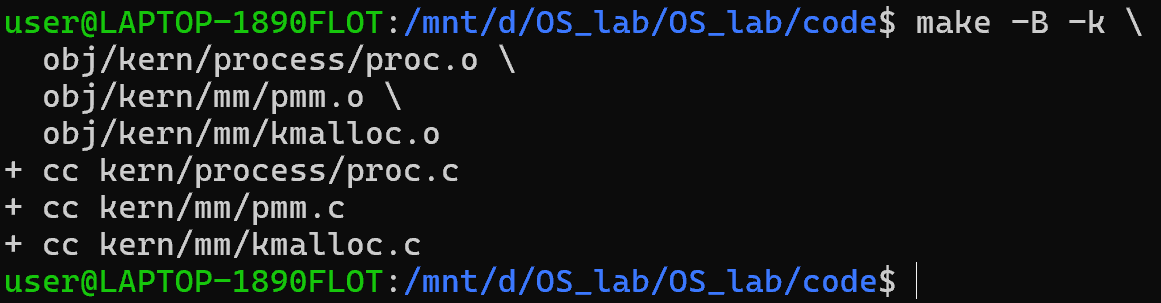 user@LAPTOP-1890FLOT:/mnt/d/OS_lab/OS_lab/code$ make -B -k \
  obj/kern/process/proc.o \
  obj/kern/mm/pmm.o \
  obj/kern/mm/kmalloc.o
+ cc kern/process/proc.c
+ cc kern/mm/pmm.c
+ cc kern/mm/kmalloc.c
user@LAPTOP-1890FLOT:/mnt/d/OS_lab/OS_lab/code$